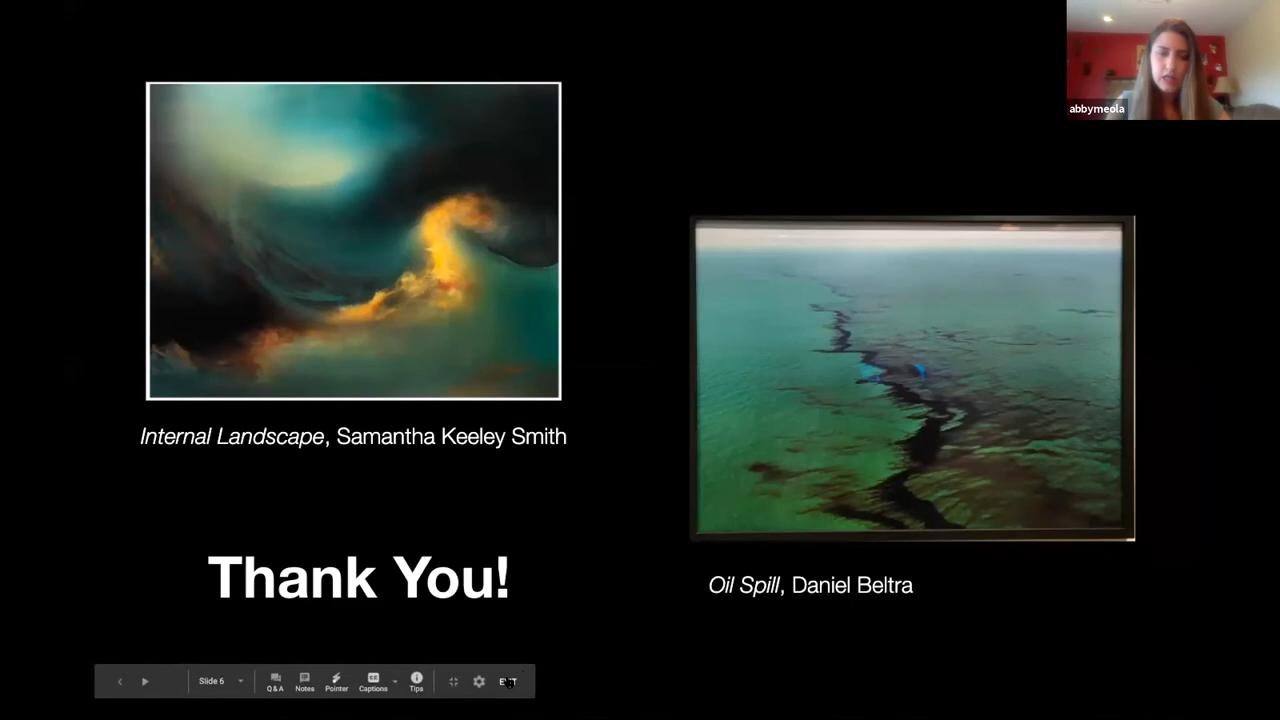 abbymeola
Internal Landscape, Samantha Keeley Smith
Oil Spill, Daniel Beltra
Thank You!
Slide 6
Q&A Notes Pointer Captions Tips